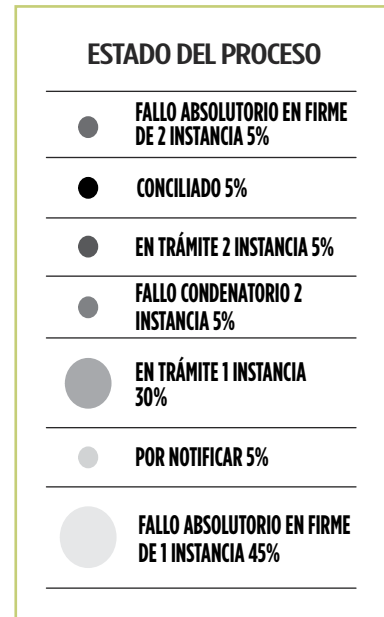 ESTADO DEL PROCESO
FALLO ABSOLUTORIO EN FIRME
DE 2 INSTANCIA 5%
CONCILIADO 5%
EN TRÁMITE 2 INSTANCIA 5%
FALLO CONDENATORIO 2
INSTANCIA 5%
EN TRÁMITE 1 INSTANCIA
30%
POR NOTIFICAR 5%
FALLO ABSOLUTORIO EN FIRME
DE 1 INSTANCIA 45%